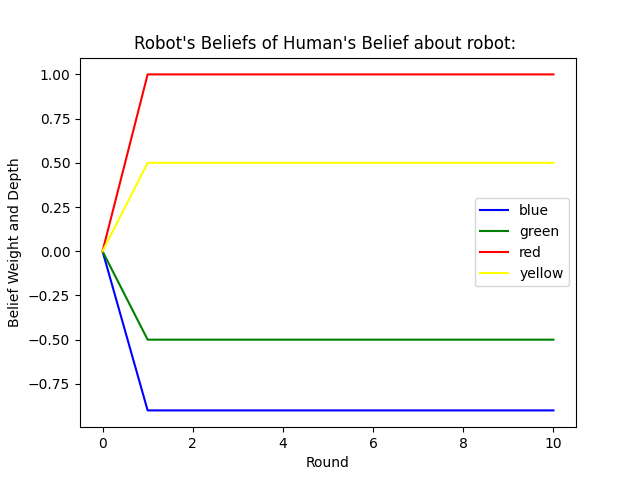 Robot's Beliefs of Human's Belief about robot:
Belief Weight and Depth
1.00
0.75
0.50
0.25
0.00
−0.25
−0.50
−0.75
blue
green
red
yellow
0 2 4 6 8 10
Round